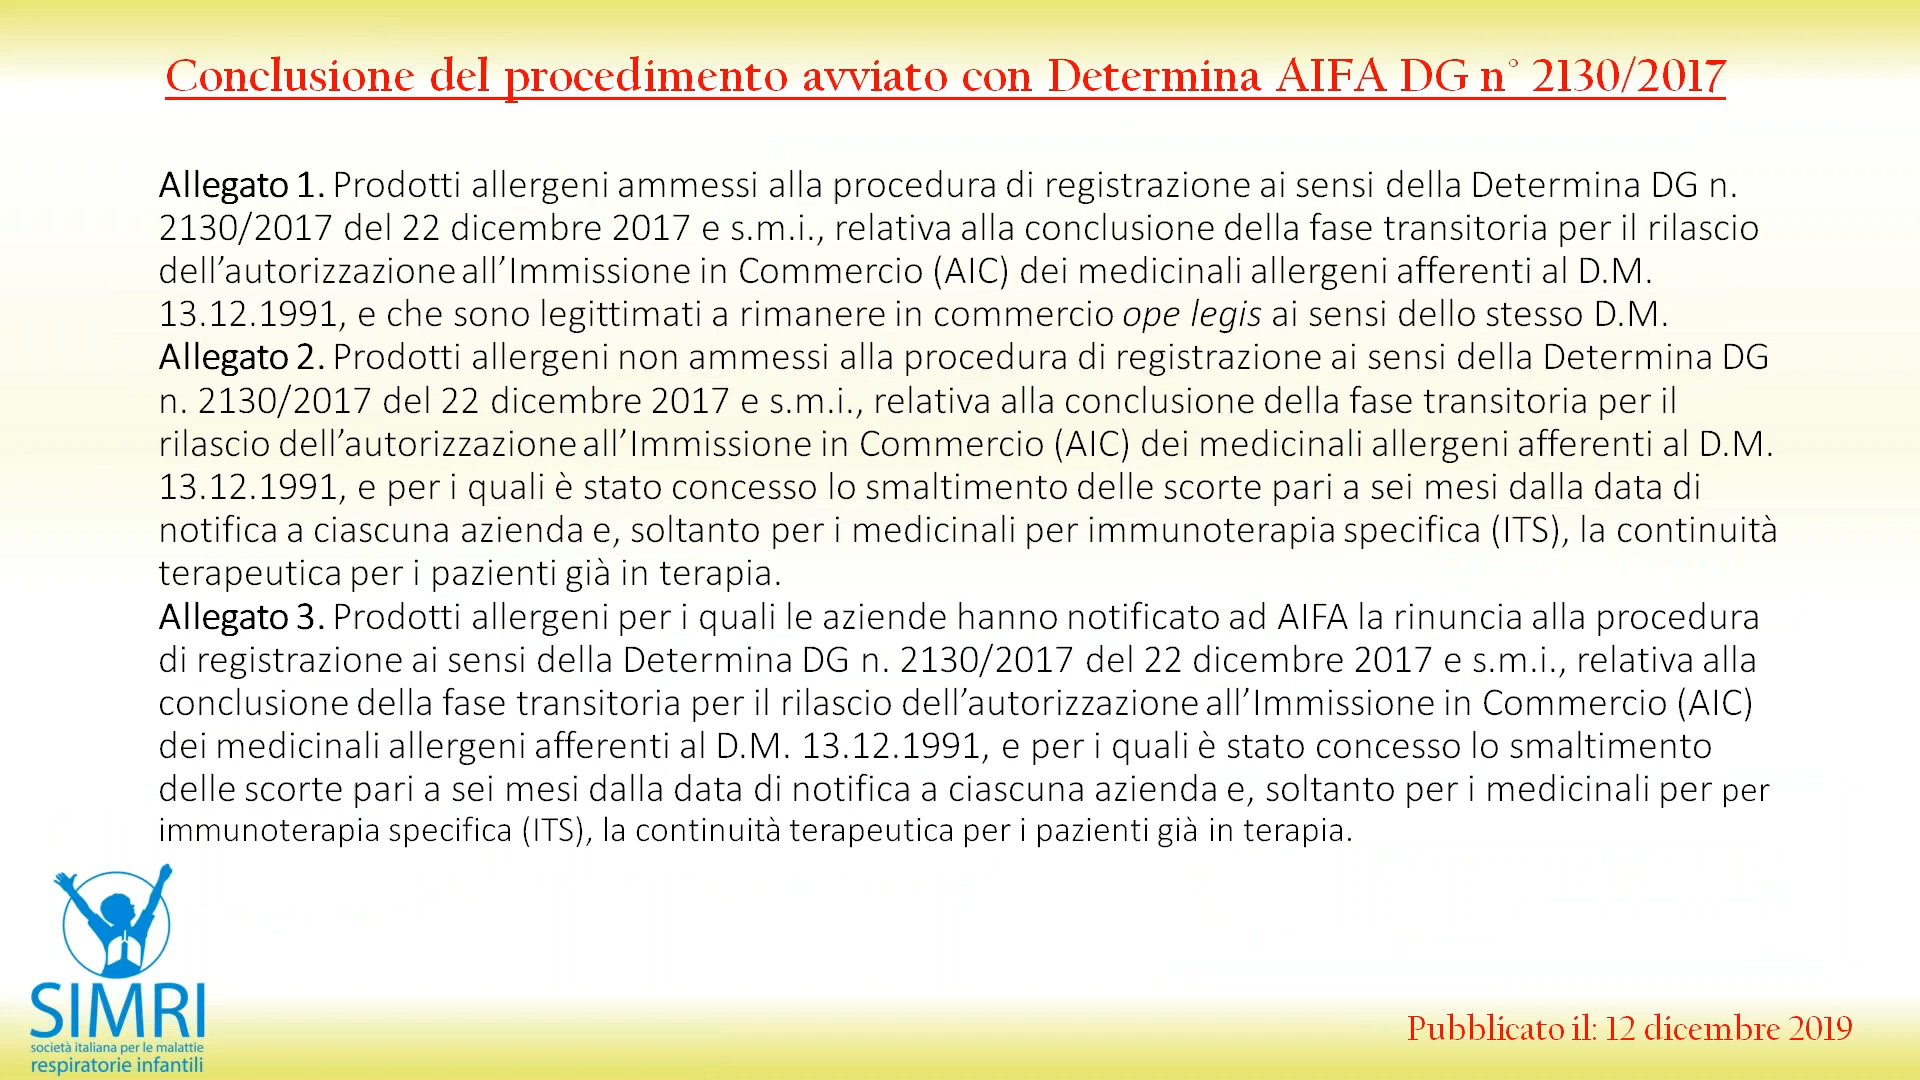 Conclusione del procedimento avviato con Determina AIFA DG n° 2130/2017
Allegato 1. Prodotti allergeni ammessi alla procedura di registrazione ai sensi della Determina DG n.
2130/2017 del 22 dicembre 2017 e s.m.i., relativa alla conclusione della fase transitoria per il rilascio
dell’autorizzazione all’Immissione in Commercio (AIC) dei medicinali allergeni afferenti al D.M.
13.12.1991, e che sono legittimati a rimanere in commercio ope legis ai sensi dello stesso D.M.
Allegato 2. Prodotti allergeni non ammessi alla procedura di registrazione ai sensi della Determina DG
n. 2130/2017 del 22 dicembre 2017 e s.m.i., relativa alla conclusione della fase transitoria per il
rilascio dell’autorizzazione all’Immissione in Commercio (AIC) dei medicinali allergeni afferenti al D.M.
13.12.1991, e per i quali è stato concesso lo smaltimento delle scorte pari a sei mesi dalla data di
notifica a ciascuna azienda e, soltanto per i medicinali per immunoterapia specifica (ITS), la continuità
terapeutica per i pazienti già in terapia.
Allegato 3. Prodotti allergeni per i quali le aziende hanno notificato ad AIFA la rinuncia alla procedura
di registrazione ai sensi della Determina DG n. 2130/2017 del 22 dicembre 2017 e s.m.i., relativa alla
conclusione della fase transitoria per il rilascio dell’autorizzazione all’Immissione in Commercio (AIC)
dei medicinali allergeni afferenti al D.M. 13.12.1991, e per i quali è stato concesso lo smaltimento
delle scorte pari a sei mesi dalla data di notifica a ciascuna azienda e, soltanto per i medicinali per per
immunoterapia specifica (ITS), la continuità terapeutica per i pazienti già in terapia.
SIMRI
società italiana per le malattie
respiratorie infantili
Pubblicato il: 12 dicembre 2019